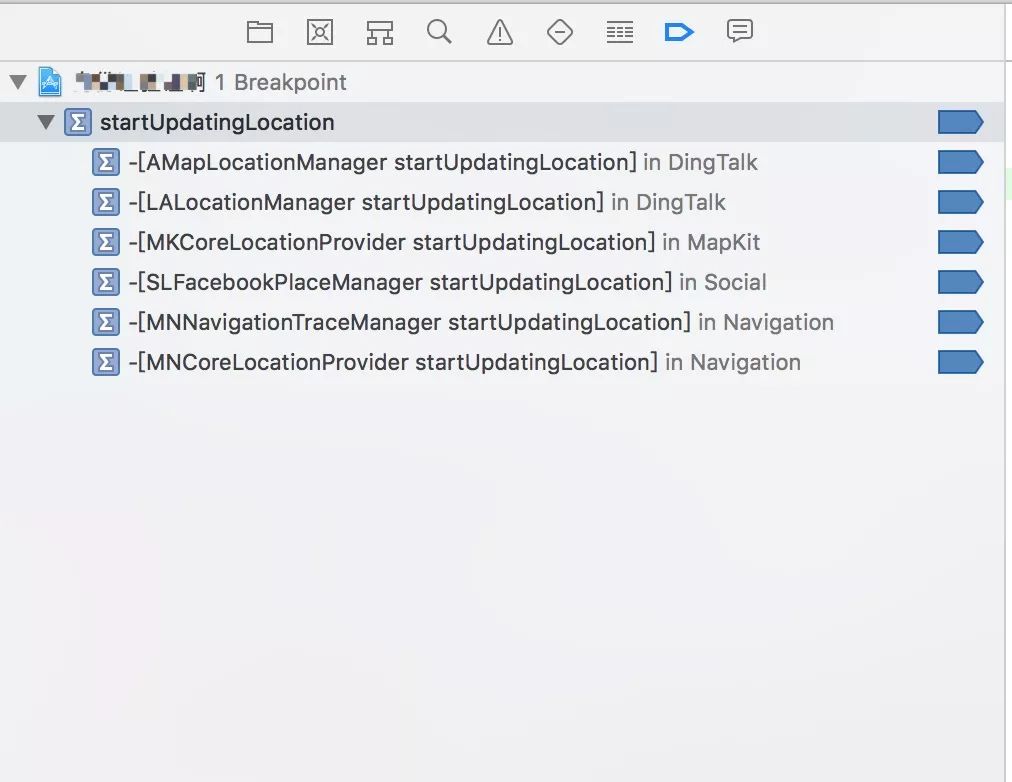 1 Breakpoint
startUpdatingLocation
-[AMapLocationManager startUpdatingLocation] in DingTalk
-[LALocationManager startUpdatingLocation] in DingTalk
-[MKCoreLocationProvider startUpdatingLocation] in MapKit
-[SLFacebookPlaceManager startUpdatingLocation] in Social
-[MNNavigationTraceManager startUpdatingLocation] in Navigation
-[MNCoreLocationProvider startUpdatingLocation] in Navigation